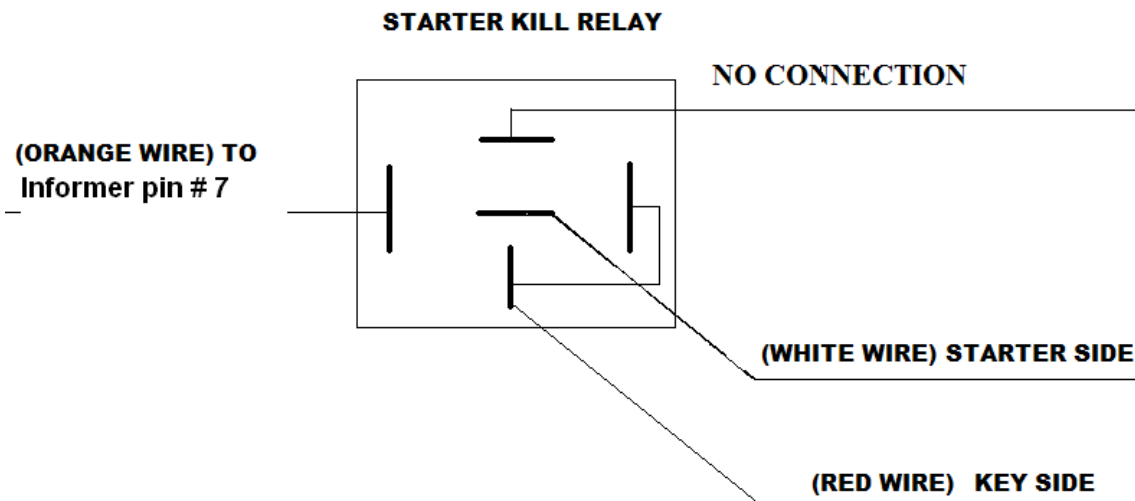 STARTER KILL RELAY
NO CONNECTION
(ORANGE WIRE) TO
Informer pin # 7
(WHITE WIRE) STARTER SIDE
(RED WIRE) KEY SIDE